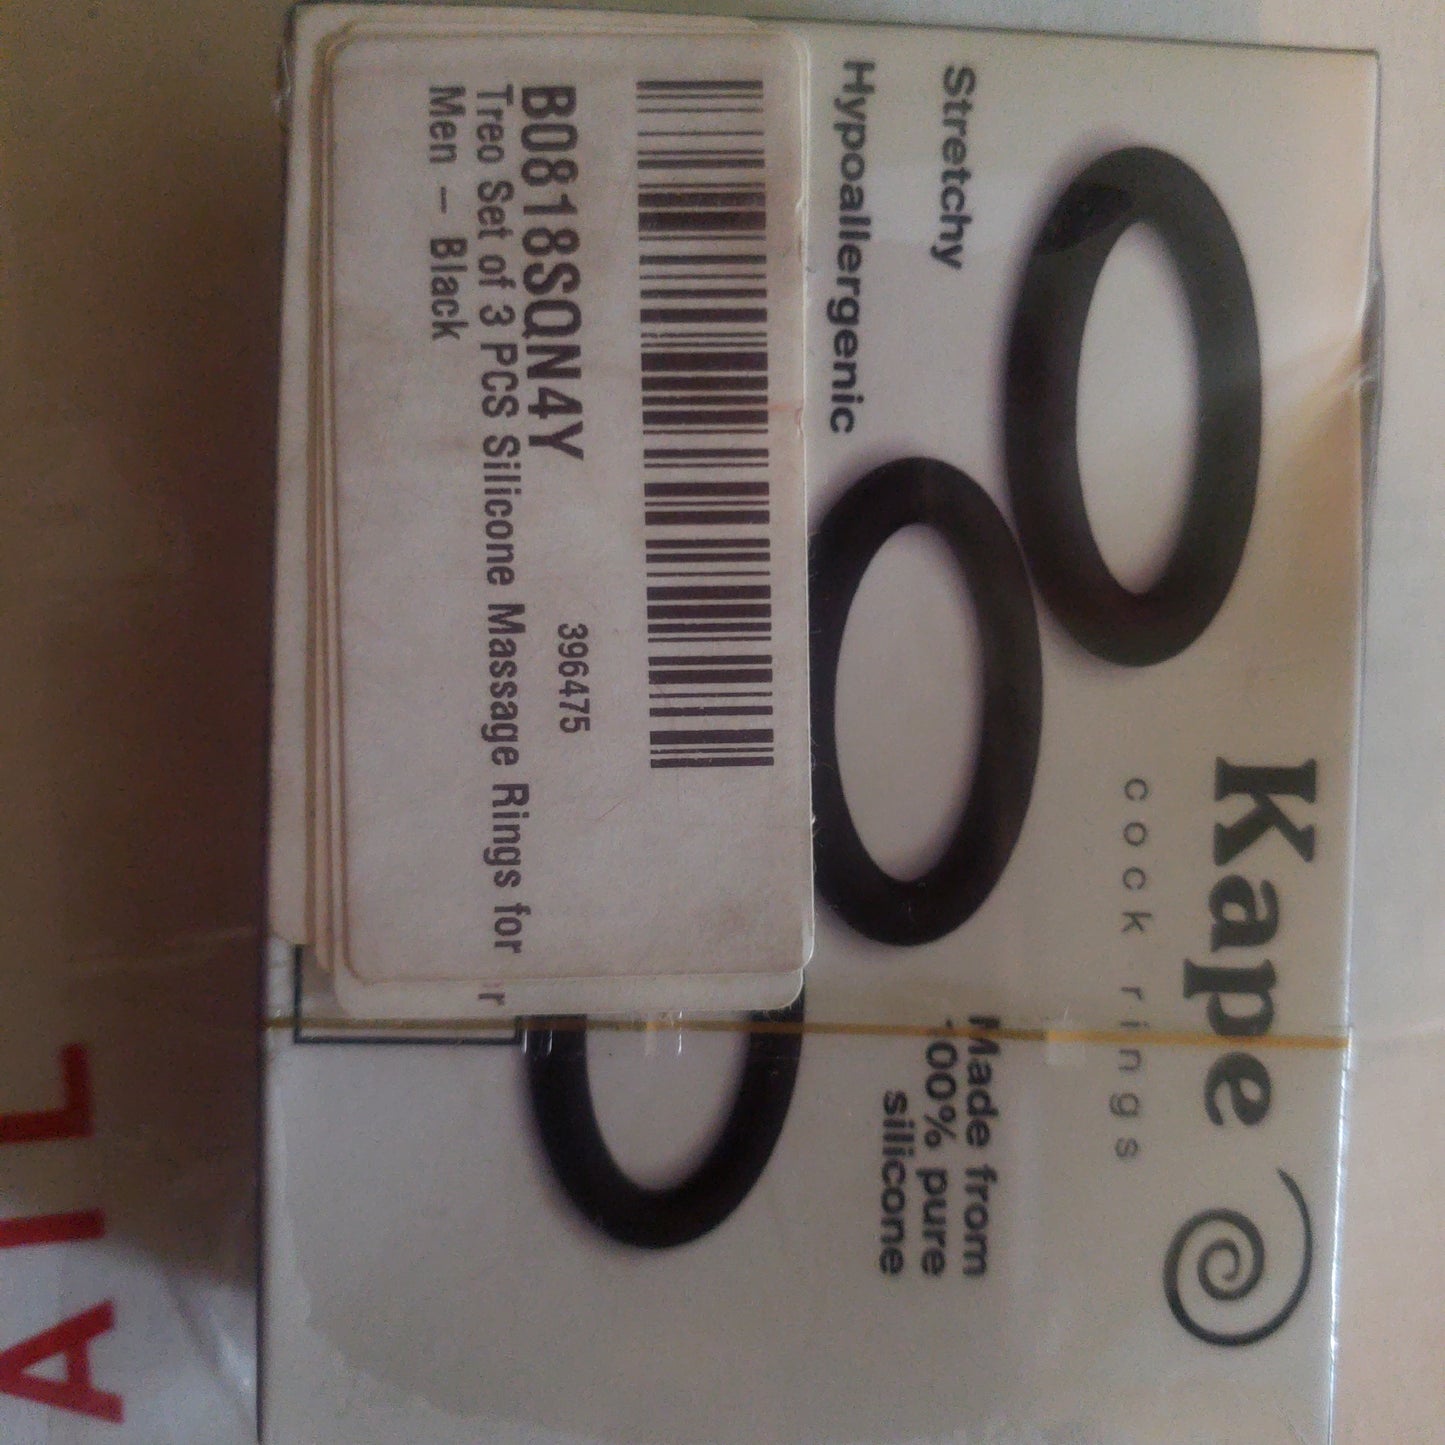 Kape
cock rings
Stretchy
Hypoallergenic
Made from
100% pure
silicone
B0818SQN4Y
396475
Treo Set of 3 PCS Silicone Massage Rings for
Men – Black
r
AIL